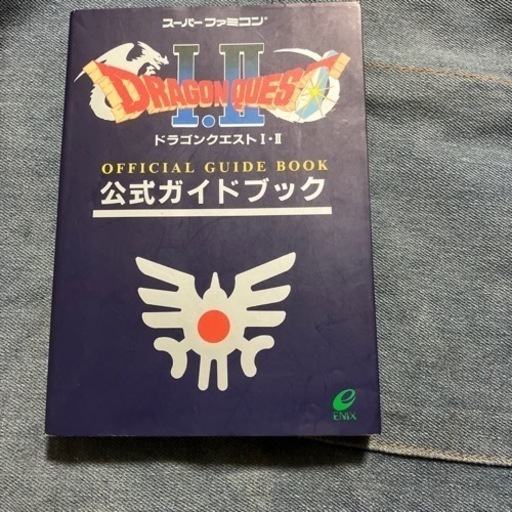 スーパーファミコン®
DRAGON QUEST
I・II
ドラゴンクエストI・II
OFFICIAL GUIDE BOOK
公式ガイドブック
ENIX